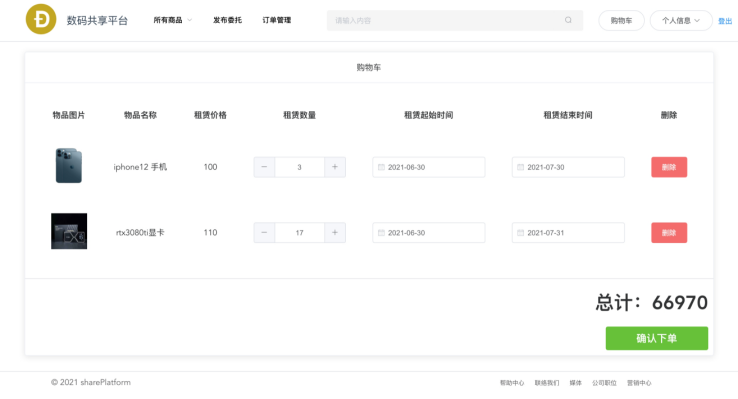 数码共享平台 所有商品 发布委托 订单管理 请输入内容 购物车 个人信息 登出
购物车
物品图片 物品名称 租赁价格 租赁数量 租赁起始时间 租赁结束时间 删除
iphone12 手机 100 − 3 + 2021-06-30 2021-07-30 删除
rtx3080ti显卡 110 − 17 + 2021-06-30 2021-07-31 删除
总计：66970
确认下单
© 2021 sharePlatform 帮助中心 联络我们 媒体 公司职位 营销中心